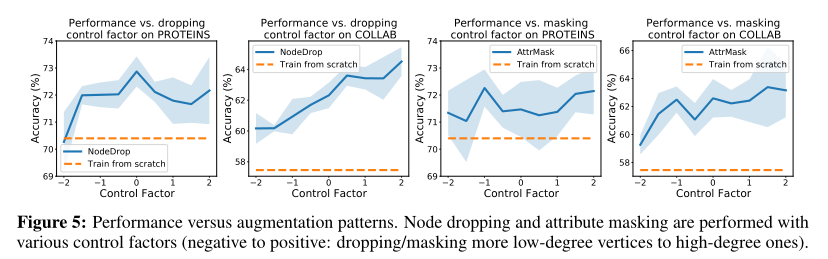 Performance vs. dropping
control factor on PROTEINS
74
73
72
71
70
69
Accuracy (%)
NodeDrop
Train from scratch
−2
−1
0
1
2
Control Factor
Performance vs. dropping
control factor on COLLAB
64
62
60
58
Accuracy (%)
NodeDrop
Train from scratch
−2
−1
0
1
2
Control Factor
Performance vs. masking
control factor on PROTEINS
74
73
72
71
70
69
Accuracy (%)
AttrMask
Train from scratch
−2
−1
0
1
2
Control Factor
Performance vs. masking
control factor on COLLAB
66
64
62
60
58
Accuracy (%)
AttrMask
Train from scratch
−2
−1
0
1
2
Control Factor
Figure 5: Performance versus augmentation patterns. Node dropping and attribute masking are performed with
various control factors (negative to positive: dropping/masking more low-degree vertices to high-degree ones).